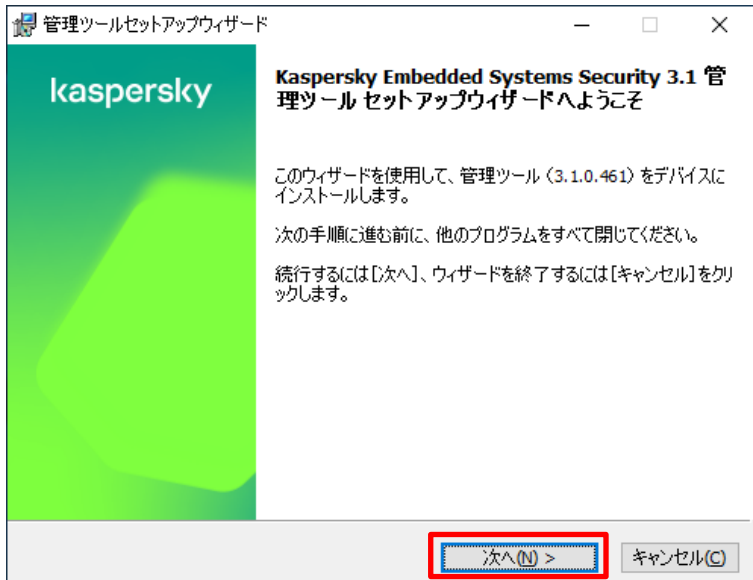 管理ツールセットアップウィザード
kaspersky
Kaspersky Embedded Systems Security 3.1 管
理ツール セットアップウィザードへようこそ
このウィザードを使用して、管理ツール (3.1.0.461) をデバイスに
インストールします。
次の手順に進む前に、他のプログラムをすべて閉じてください。
続行するには[次へ]、ウィザードを終了するには[キャンセル]をクリ
ックします。
次へ(N) >
キャンセル(C)